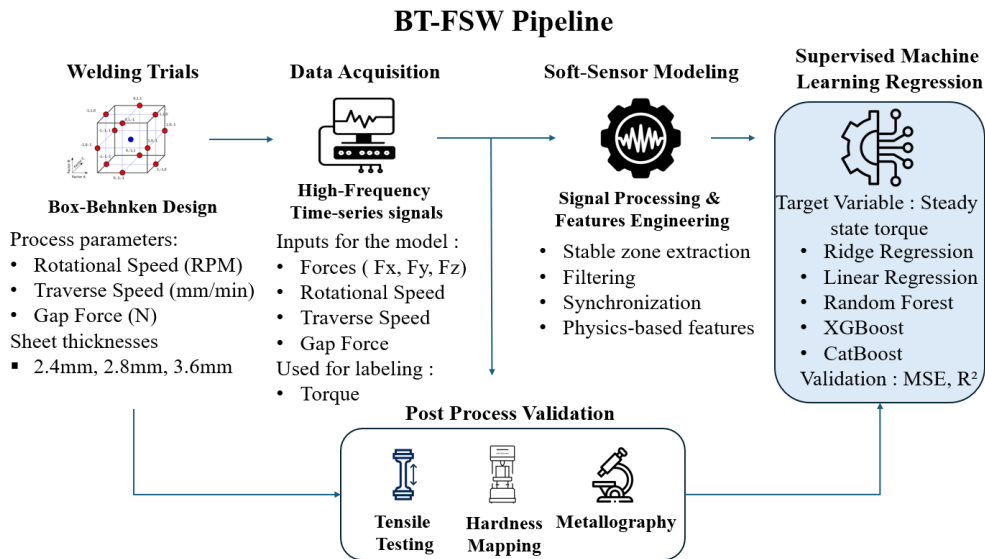 BT-FSW Pipeline
Welding Trials
Box-Behnken Design
Process parameters:
• Rotational Speed (RPM)
• Traverse Speed (mm/min)
• Gap Force (N)
Sheet thicknesses
▪ 2.4mm, 2.8mm, 3.6mm
Data Acquisition
High-Frequency
Time-series signals
Inputs for the model :
• Forces ( Fx, Fy, Fz)
• Rotational Speed
• Traverse Speed
• Gap Force
Used for labeling :
• Torque
Soft-Sensor Modeling
Signal Processing &
Features Engineering
• Stable zone extraction
• Filtering
• Synchronization
• Physics-based features
Supervised Machine
Learning Regression
Target Variable : Steady
state torque
• Ridge Regression
• Linear Regression
• Random Forest
• XGBoost
• CatBoost
Validation : MSE, R²
Post Process Validation
Tensile
Testing
Hardness
Mapping
Metallography